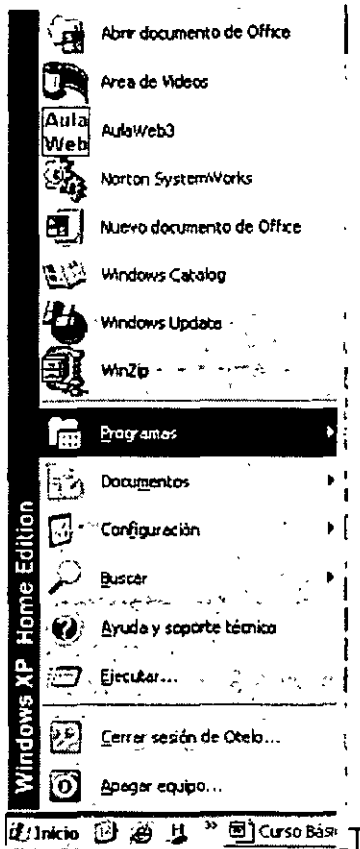 Abrir documento de Office
Area de Videos
Aula
Web
AulaWeb3
Norton SystemWorks
Nuevo documento de Office
Windows Catalog
Windows Update
WinZip
Programas
Documentos
Configuración
Buscar
Ayuda y soporte técnico
Ejecutar...
Cerrar sesión de Otelo...
Apagar equipo...
Windows XP Home Edition
Inicio
Curso Bási